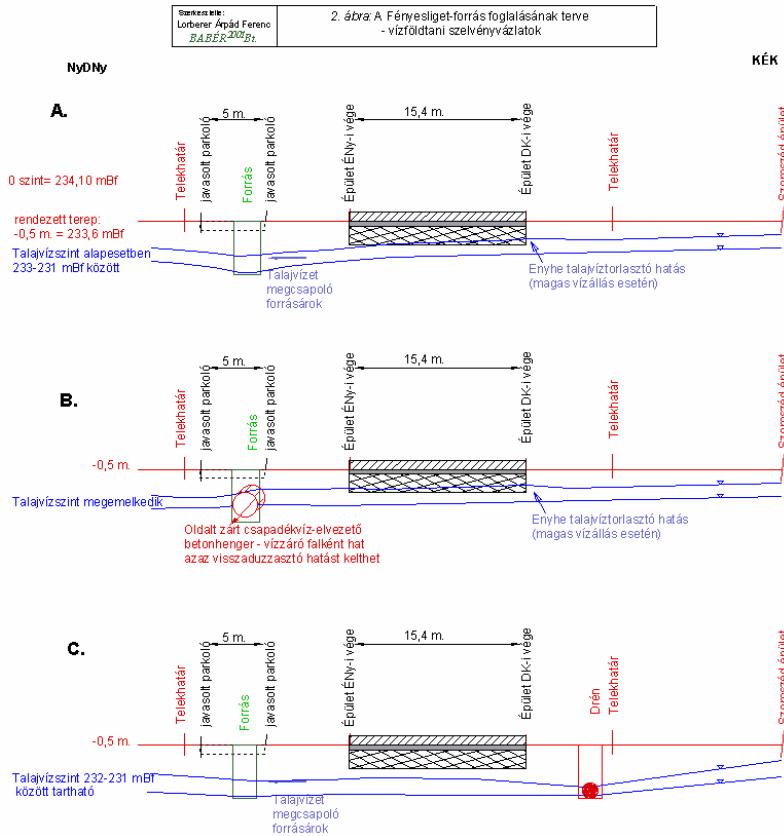 Szerkesztette:
Lorberer Árpád Ferenc
BABÉR 2001 Bt.
2. ábra: A Fényesliget-forrás foglalásának terve
- vízföldtani szelvényvázlatok
NyDNy
KÉK
A.
5 m.
15,4 m.
Telekhatár
javasolt parkoló
Forrás
javasolt parkoló
Épület ÉNy-i vége
Épület DK-i vége
Telekhatár
Szomszéd épület
0 szint= 234,10 mBf
rendezett terep:
-0,5 m. = 233,6 mBf
Talajvízszint alapesetben
233-231 mBf között
Talajvizet
megcsapoló
forrásárok
Enyhe talajvíztorlasztó hatás
(magas vízállás esetén)
B.
5 m.
15,4 m.
Telekhatár
javasolt parkoló
Forrás
javasolt parkoló
Épület ÉNy-i vége
Épület DK-i vége
Telekhatár
Szomszéd épület
-0,5 m.
Talajvízszint megemelkedik
Oldalt zárt csapadékvíz-elvezető
betonhenger - vízzáró falként hat
azaz visszaduzzasztó hatást kelthet
Enyhe talajvíztorlasztó hatás
(magas vízállás esetén)
C.
5 m.
15,4 m.
Telekhatár
javasolt parkoló
Forrás
javasolt parkoló
Épület ÉNy-i vége
Épület DK-i vége
Drén
Telekhatár
Szomszéd épület
-0,5 m.
Talajvízszint 232-231 mBf
között tartható
Talajvizet
megcsapoló
forrásárok